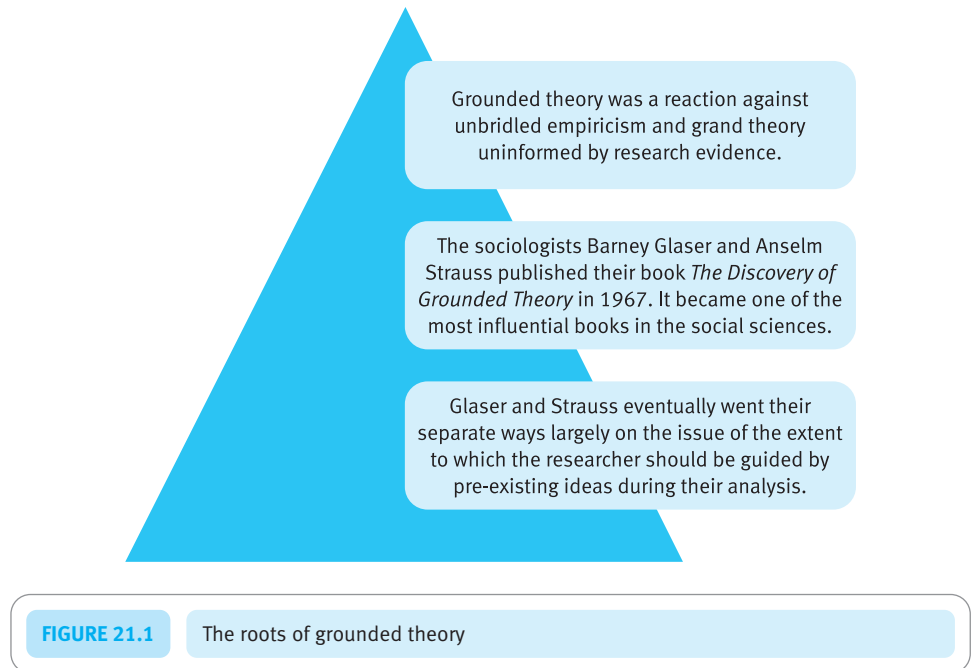 Grounded theory was a reaction against
unbridled empiricism and grand theory
uninformed by research evidence.
The sociologists Barney Glaser and Anselm
Strauss published their book The Discovery of
Grounded Theory in 1967. It became one of the
most influential books in the social sciences.
Glaser and Strauss eventually went their
separate ways largely on the issue of the extent
to which the researcher should be guided by
pre-existing ideas during their analysis.
FIGURE 21.1 The roots of grounded theory